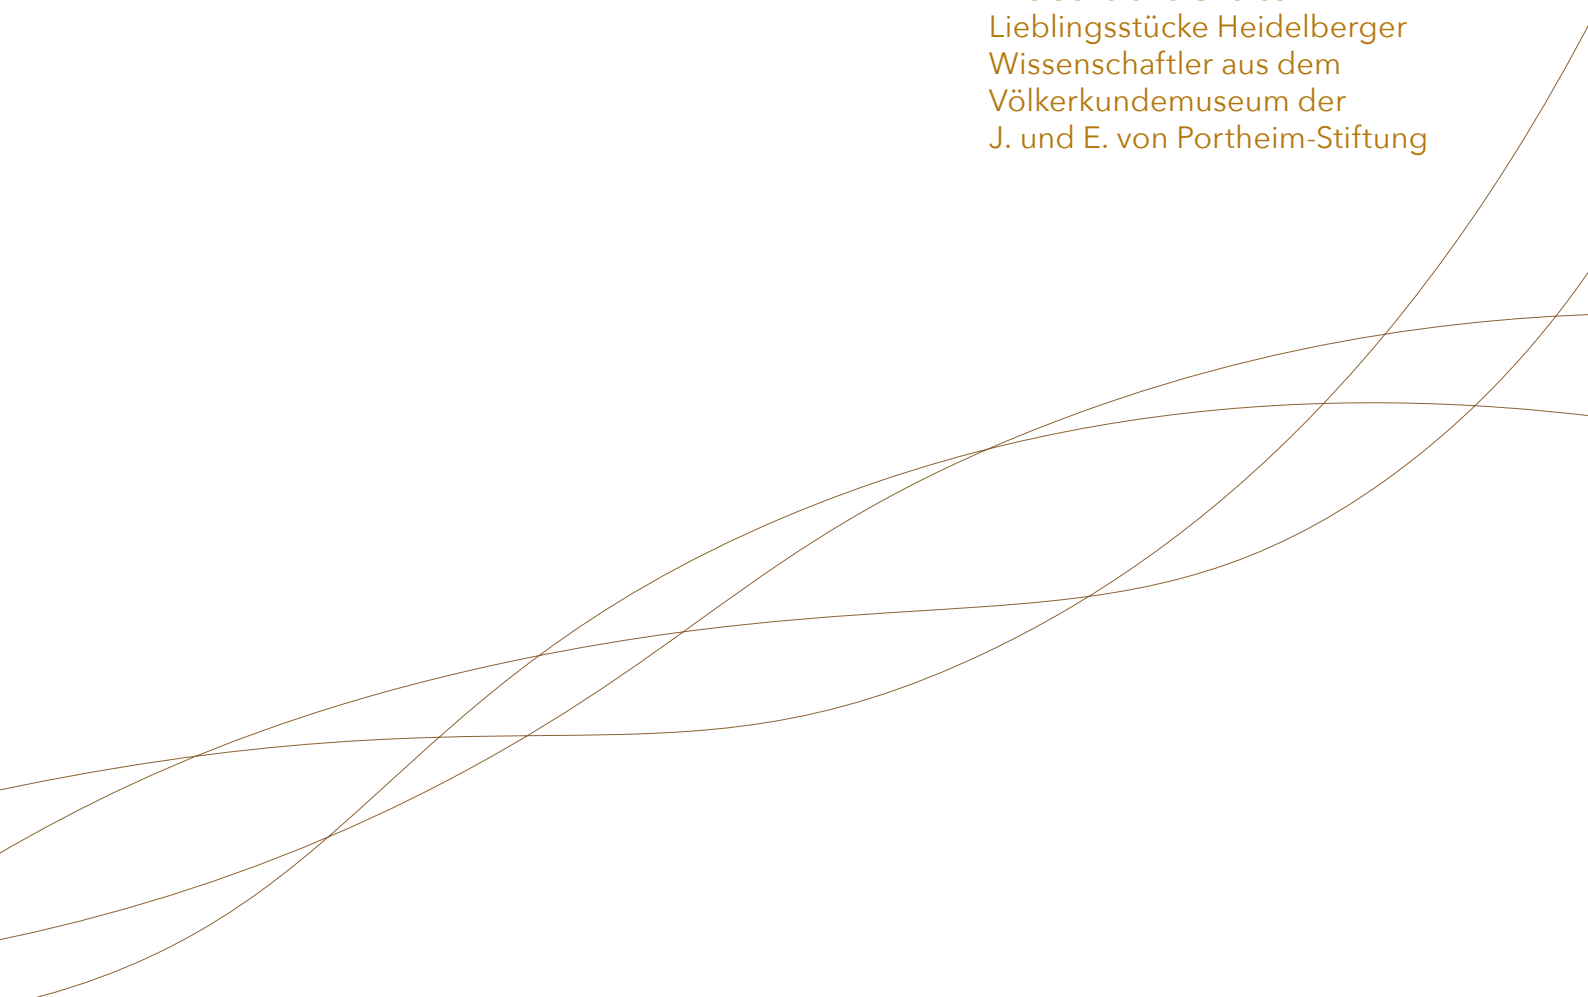 Lieblingsstücke Heidelberger
Wissenschaftler aus dem
Völkerkundemuseum der
J. und E. von Portheim-Stiftung